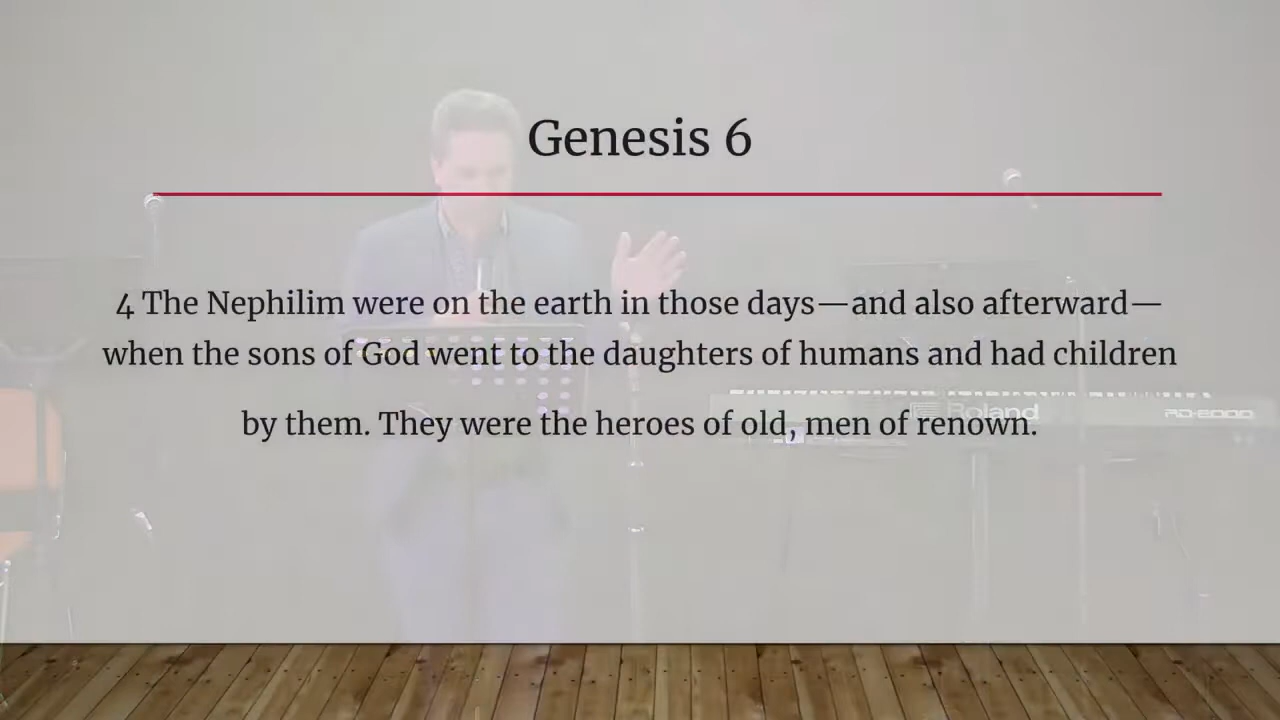 Genesis 6
4 The Nephilim were on the earth in those days—and also afterward—
when the sons of God went to the daughters of humans and had children
by them. They were the heroes of old, men of renown.
Roland
RD-2000